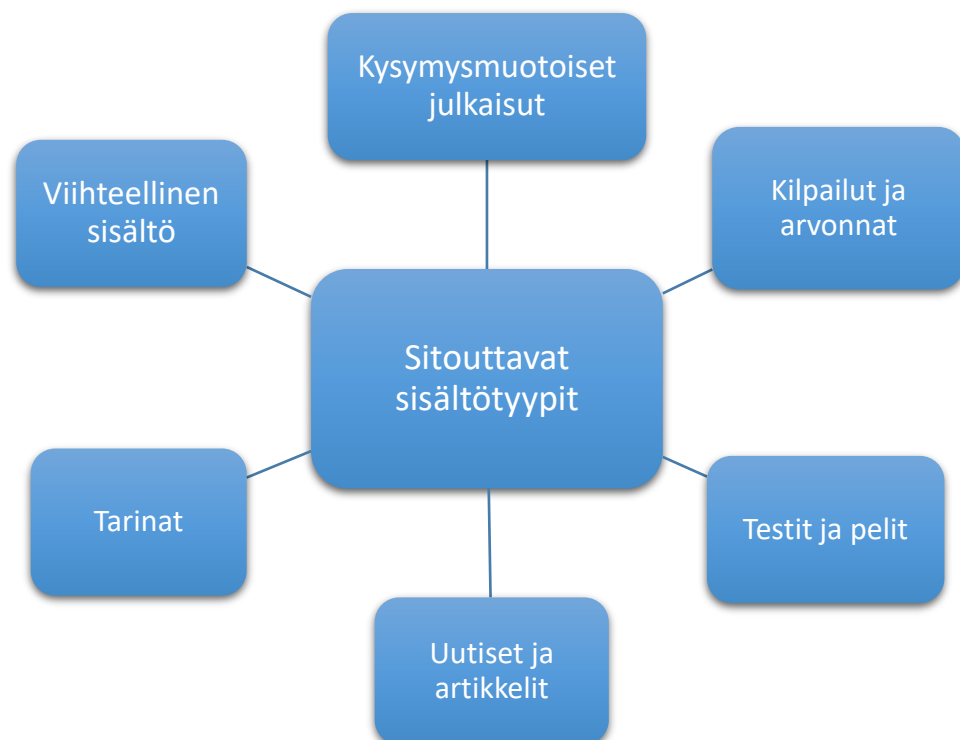 Kysymysmuotoiset
julkaisut
Viihteellinen
sisältö
Kilpailut ja
arvonnat
Sitouttavat
sisältötyypit
Tarinat
Testit ja pelit
Uutiset ja
artikkelit